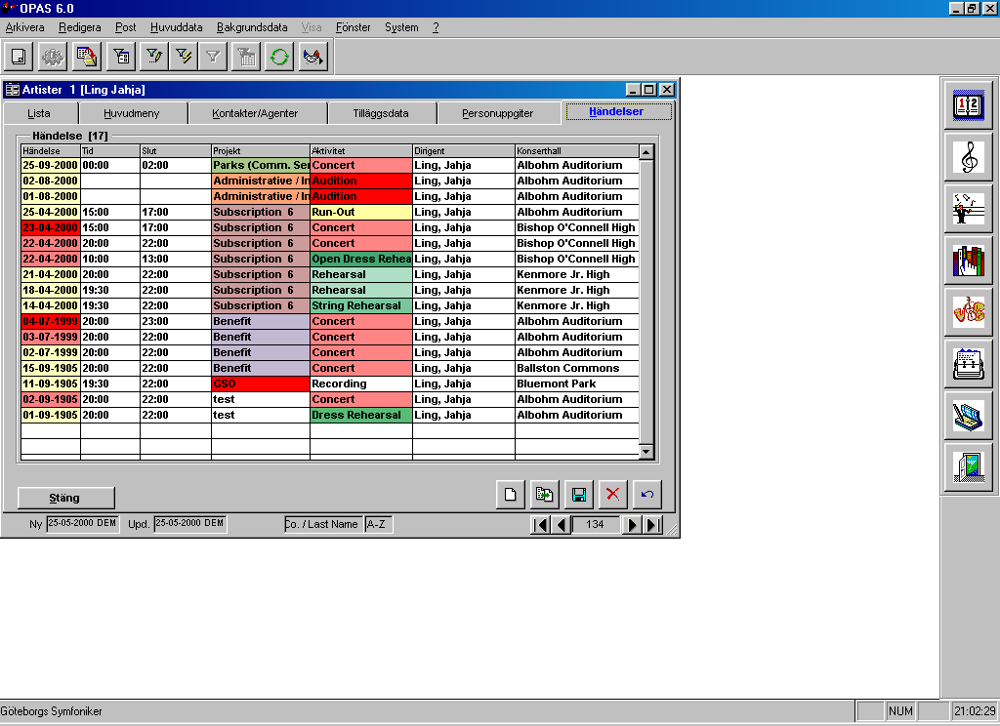 OPAS 6.0
Arkivera Redigera Post Huvuddata Bakgrundsdata Visa Fönster System ?
Artister 1 [Ling Jahja]
Lista Huvudmeny Kontakter/Agenter Tilläggsdata Personuppgifter Händelser
Händelse [17]
Händelse Tid Slut Projekt Aktivitet Dirigent Konserthall
25-09-2000 00:00 02:00 Parks (Comm. Ser Concert Ling, Jahja Albohm Auditorium
02-08-2000 Administrative / In Audition Ling, Jahja Albohm Auditorium
01-08-2000 Administrative / In Audition Ling, Jahja Albohm Auditorium
25-04-2000 15:00 17:00 Subscription 6 Run-Out Ling, Jahja Albohm Auditorium
23-04-2000 15:00 17:00 Subscription 6 Concert Ling, Jahja Bishop O'Connell High
22-04-2000 20:00 22:00 Subscription 6 Concert Ling, Jahja Bishop O'Connell High
22-04-2000 10:00 13:00 Subscription 6 Open Dress Rehea Ling, Jahja Bishop O'Connell High
21-04-2000 20:00 22:00 Subscription 6 Rehearsal Ling, Jahja Kenmore Jr. High
18-04-2000 19:30 22:00 Subscription 6 Rehearsal Ling, Jahja Kenmore Jr. High
14-04-2000 19:30 22:00 Subscription 6 String Rehearsal Ling, Jahja Kenmore Jr. High
04-07-1999 20:00 23:00 Benefit Concert Ling, Jahja Albohm Auditorium
03-07-1999 20:00 22:00 Benefit Concert Ling, Jahja Albohm Auditorium
02-07-1999 20:00 22:00 Benefit Concert Ling, Jahja Albohm Auditorium
15-09-1905 20:00 22:00 Benefit Concert Ling, Jahja Ballston Commons
11-09-1905 19:30 22:00 GSO Recording Ling, Jahja Bluemont Park
02-09-1905 20:00 22:00 test Concert Ling, Jahja Albohm Auditorium
01-09-1905 20:00 22:00 test Dress Rehearsal Ling, Jahja Albohm Auditorium
Stäng
Ny 25-05-2000 DEM Upd. 25-05-2000 DEM Co. / Last Name A-Z 134
Göteborgs Symfoniker NUM 21:02:29